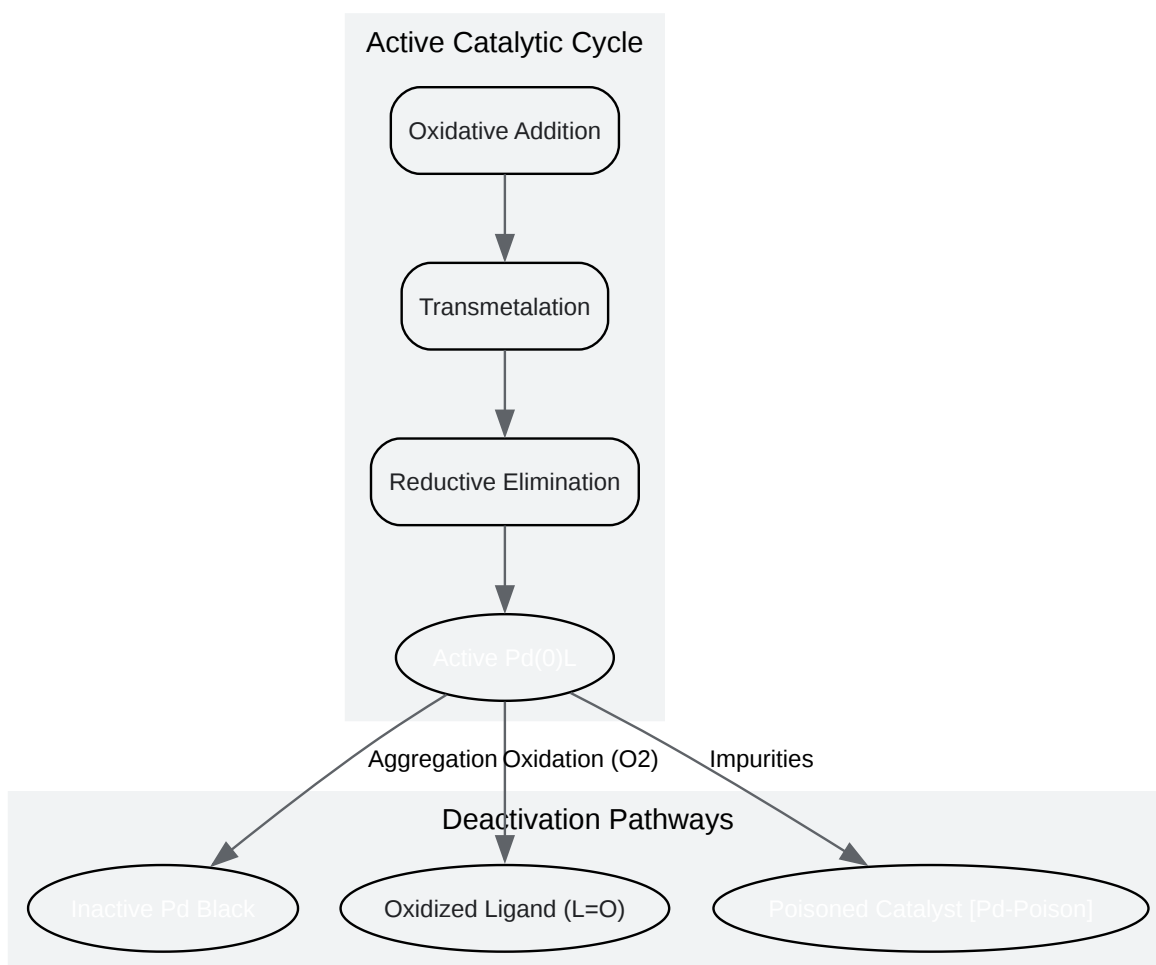 Active Catalytic Cycle
Oxidative Addition
Transmetalation
Reductive Elimination
Active Pd(0)L
Aggregation
Oxidation (O2)
Impurities
Deactivation Pathways
Inactive Pd Black
Oxidized Ligand (L=O)
Poisoned Catalyst [Pd-Poison]